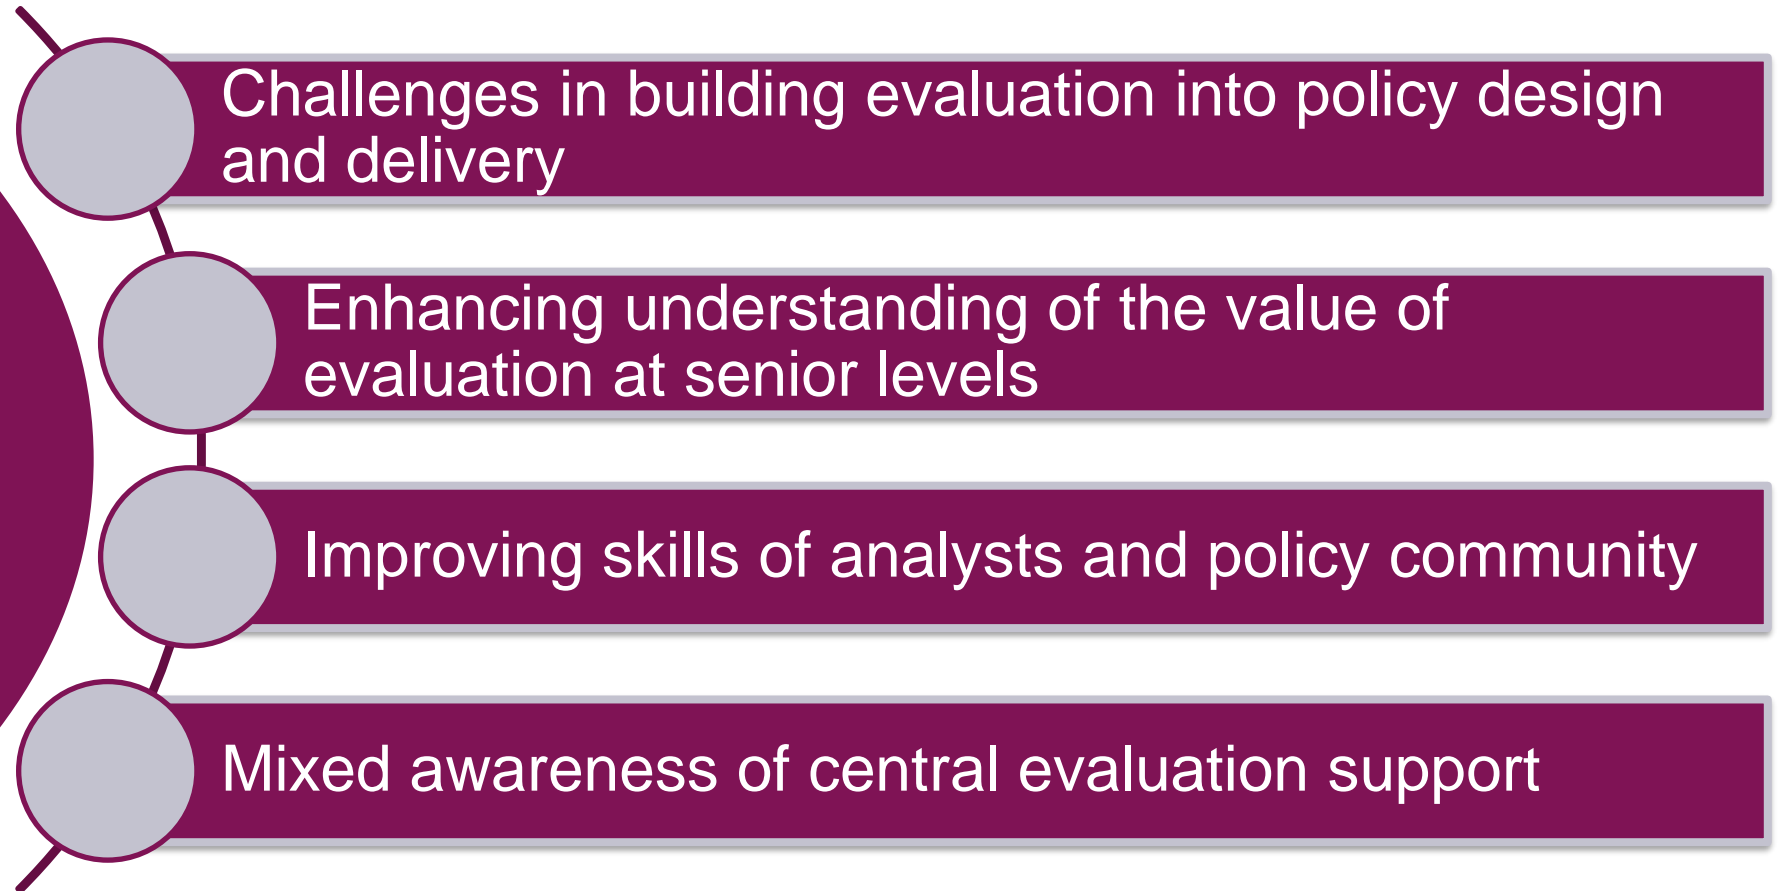 Challenges in building evaluation into policy design
and delivery
Enhancing understanding of the value of
evaluation at senior levels
Improving skills of analysts and policy community
Mixed awareness of central evaluation support